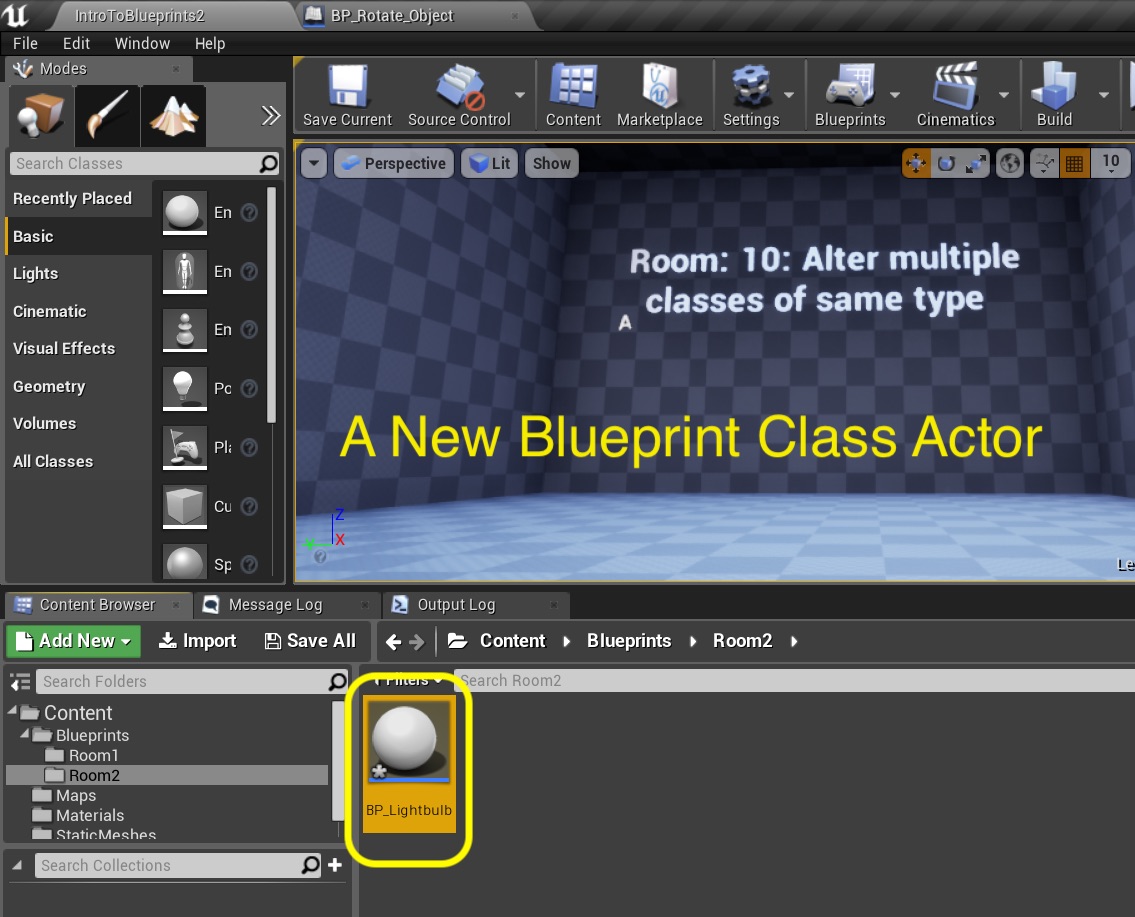 IntroToBlueprints2
BP_Rotate_Object
File Edit Window Help
Modes
Save Current
Source Control
Content
Marketplace
Settings
Blueprints
Cinematics
Build
Search Classes
Perspective
Lit
Show
10
Recently Placed
Basic
Lights
Cinematic
Visual Effects
Geometry
Volumes
All Classes
En
En
En
Po
Pla
Cu
Sp
Room: 10: Alter multiple
classes of same type
A
A New Blueprint Class Actor
Z
X
Le
Content Browser
Message Log
Output Log
Add New
Import
Save All
Content
Blueprints
Room2
Search Folders
Filters
Search Room2
Content
Blueprints
Room1
Room2
Maps
Materials
StaticMeshes
BP_Lightbulb
Search Collections